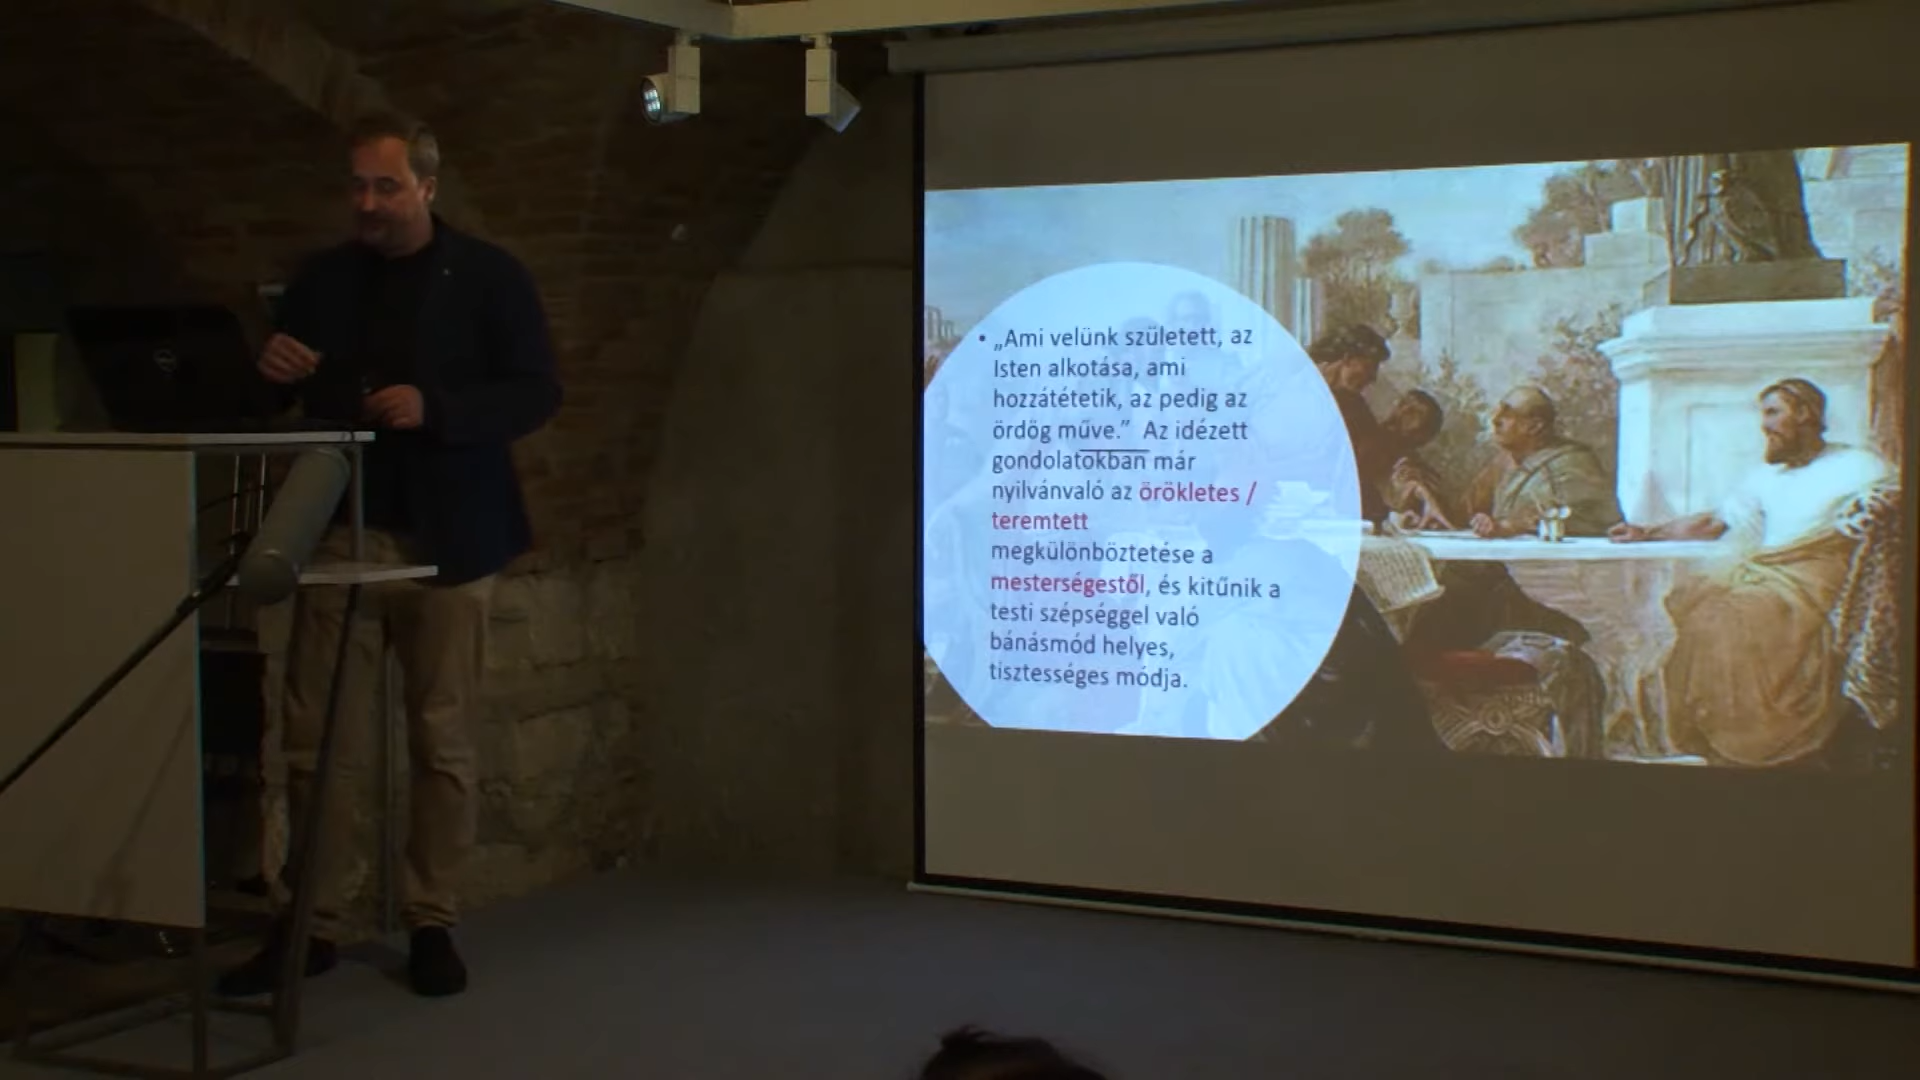 • „Ami velünk született, az
Isten alkotása, ami
hozzátétetik, az pedig az
ördög műve.” Az idézett
gondolatokban már
nyilvánvaló az örökletes /
teremtett
megkülönböztetése a
mesterségestől, és kitűnik a
testi szépséggel való
bánásmód helyes,
tisztességes módja.